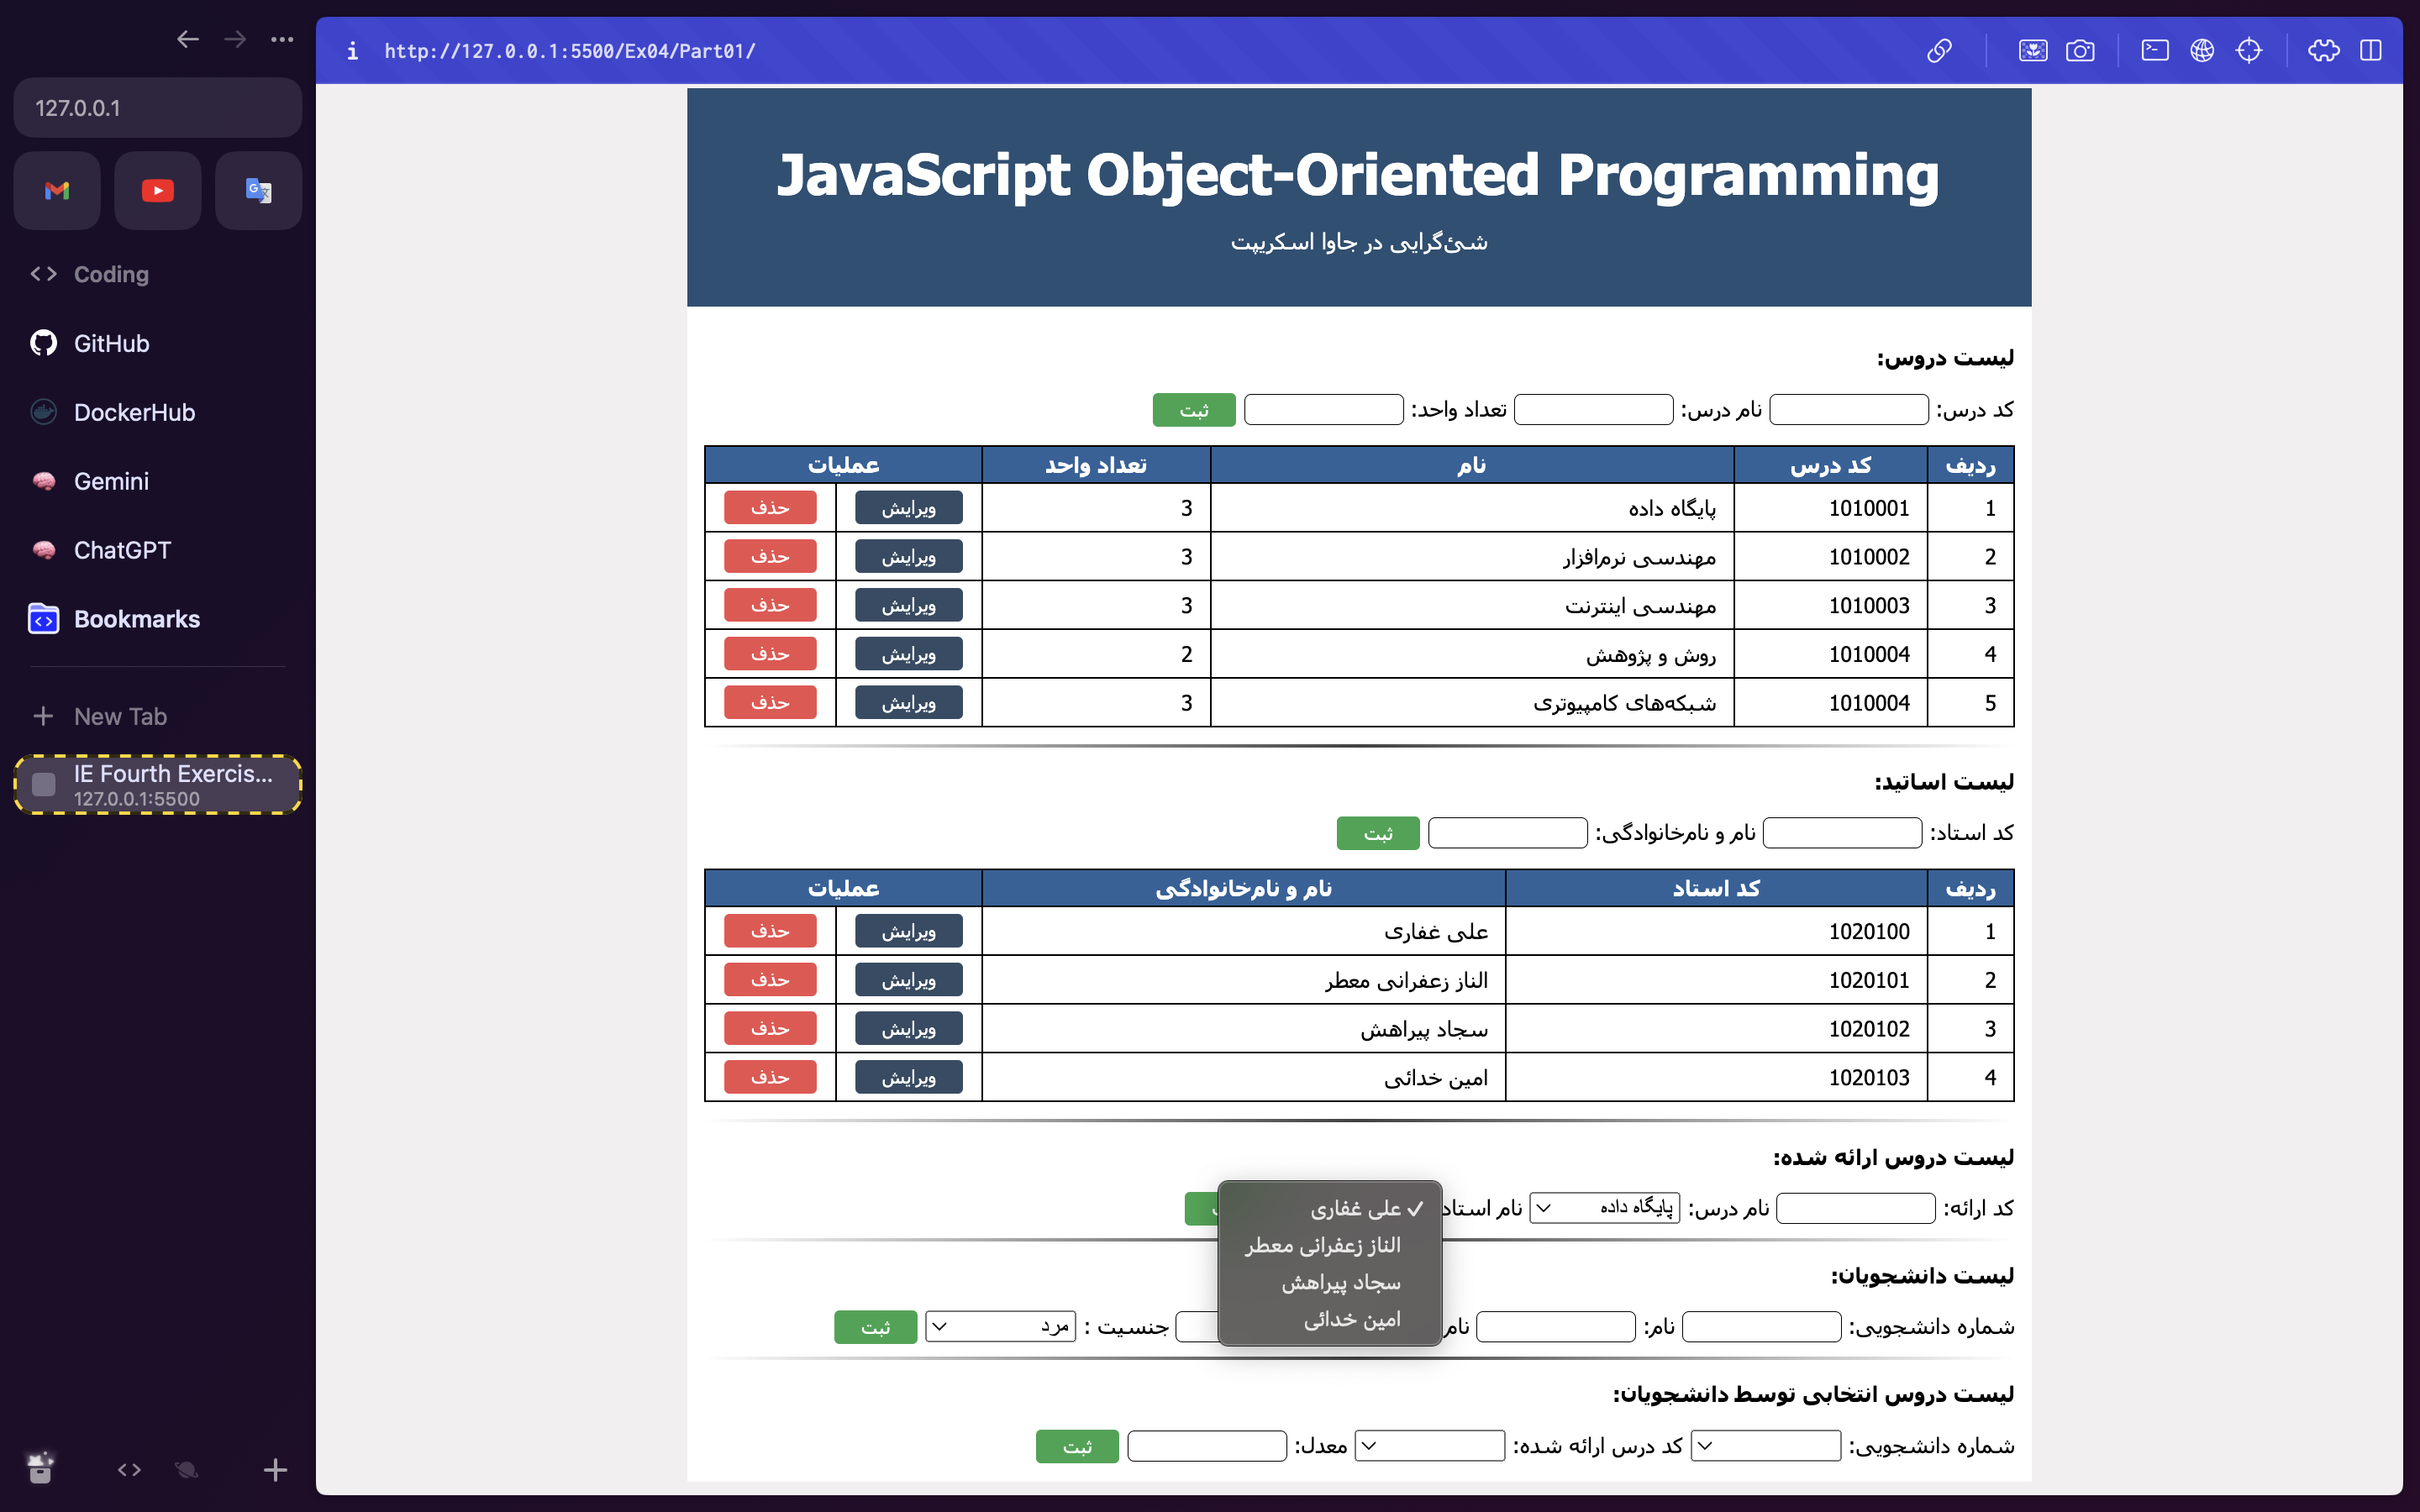 127.0.0.1
Coding
GitHub
DockerHub
Gemini
ChatGPT
Bookmarks
New Tab
IE Fourth Exercis...
127.0.0.1:5500
http://127.0.0.1:5500/Ex04/Part01/
JavaScript Object-Oriented Programming
شئ‌گرایی در جاوا اسکریپت
لیست دروس:
کد درس: نام درس: تعداد واحد: ثبت
ردیف کد درس نام تعداد واحد عملیات
1 1010001 پایگاه داده 3 ویرایش حذف
2 1010002 مهندسی نرم‌افزار 3 ویرایش حذف
3 1010003 مهندسی اینترنت 3 ویرایش حذف
4 1010004 روش و پژوهش 2 ویرایش حذف
5 1010004 شبکه‌های کامپیوتری 3 ویرایش حذف
لیست اساتید:
کد استاد: نام و نام‌خانوادگی: ثبت
ردیف کد استاد نام و نام‌خانوادگی عملیات
1 1020100 علی غفاری ویرایش حذف
2 1020101 الناز زعفرانی معطر ویرایش حذف
3 1020102 سجاد پیراهش ویرایش حذف
4 1020103 امین خدائی ویرایش حذف
لیست دروس ارائه شده:
کد ارائه: نام درس: پایگاه داده نام استاد
علی غفاری
الناز زعفرانی معطر
سجاد پیراهش
امین خدائی
لیست دانشجویان:
شماره دانشجویی: نام: نام جنسیت : مرد ثبت
لیست دروس انتخابی توسط دانشجویان:
شماره دانشجویی: کد درس ارائه شده: معدل: ثبت